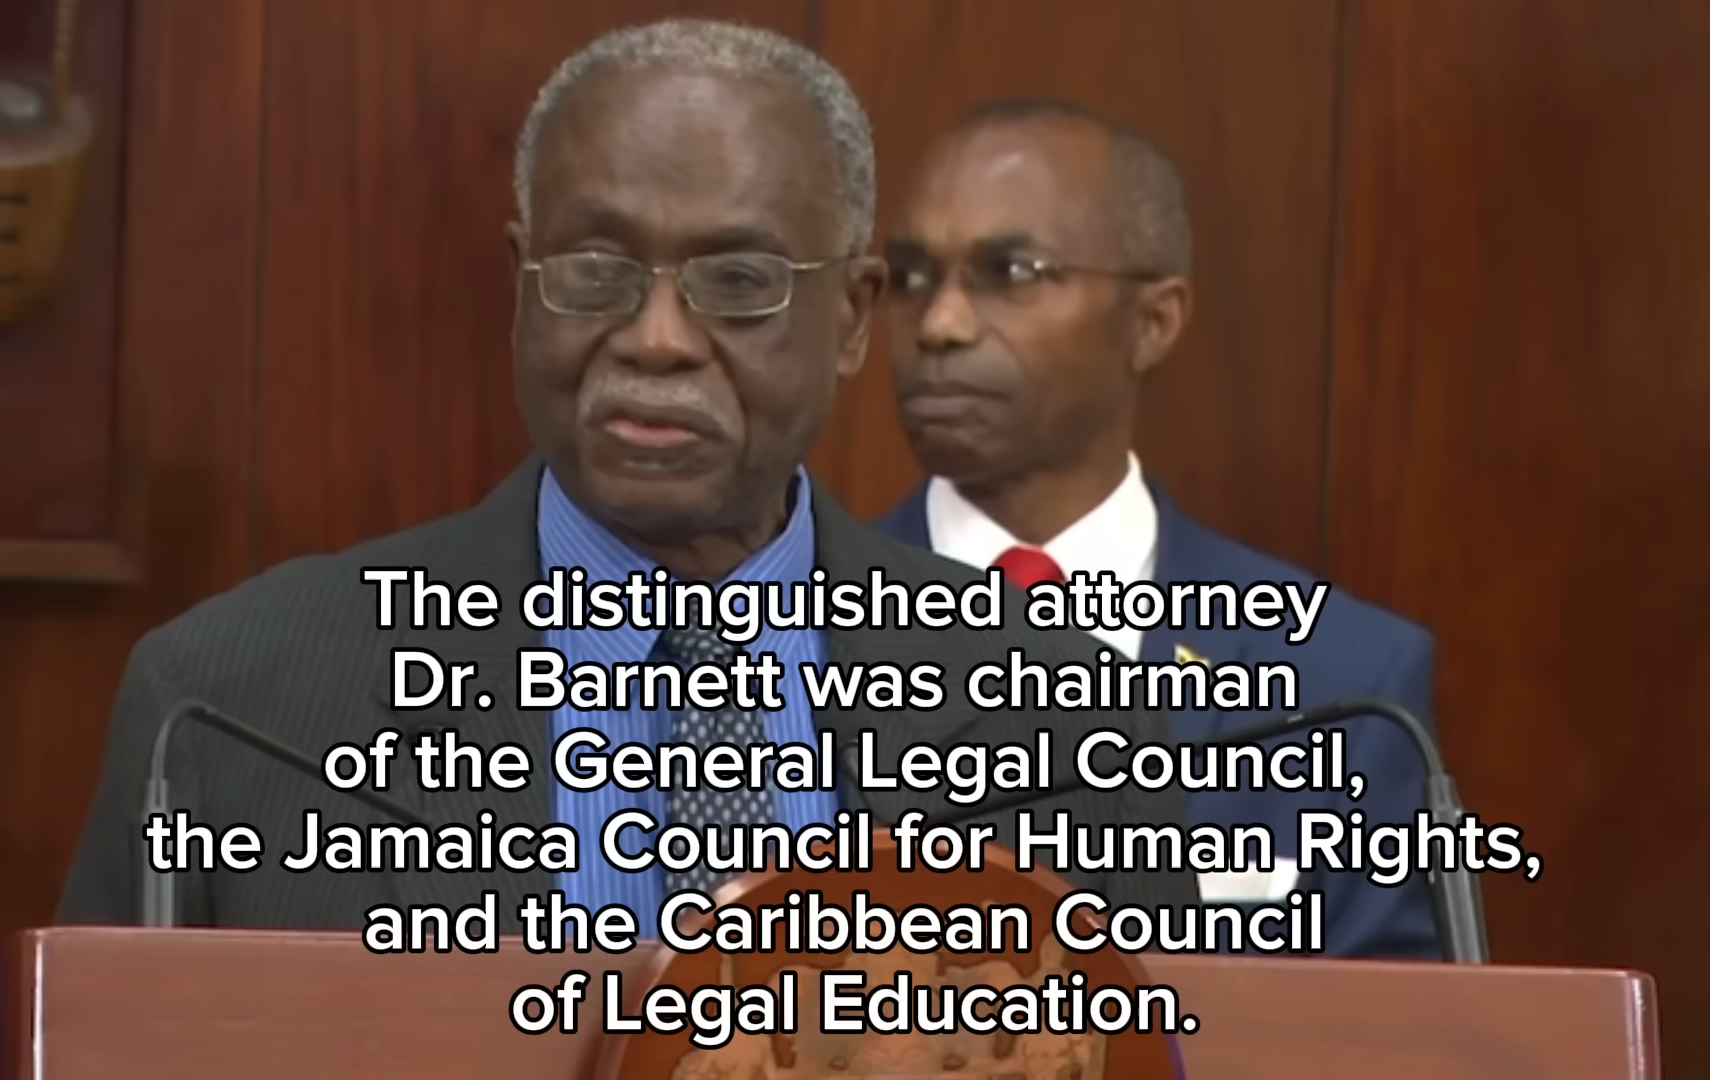 The distinguished attorney
Dr. Barnett was chairman
of the General Legal Council,
the Jamaica Council for Human Rights,
and the Caribbean Council
of Legal Education.